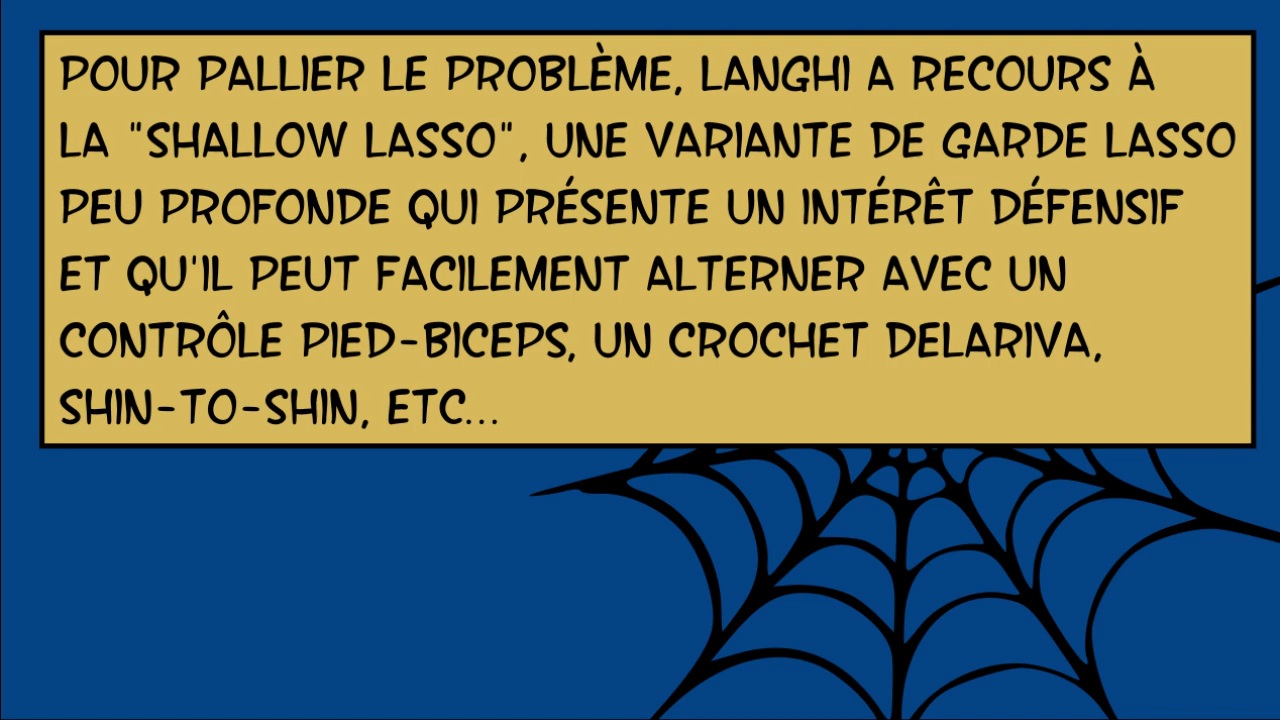 POUR PALLIER LE PROBLÈME, LANGHI A RECOURS À
LA "SHALLOW LASSO", UNE VARIANTE DE GARDE LASSO
PEU PROFONDE QUI PRÉSENTE UN INTÉRÊT DÉFENSIF
ET QU'IL PEUT FACILEMENT ALTERNER AVEC UN
CONTRÔLE PIED-BICEPS, UN CROCHET DELARIVA,
SHIN-TO-SHIN, ETC...